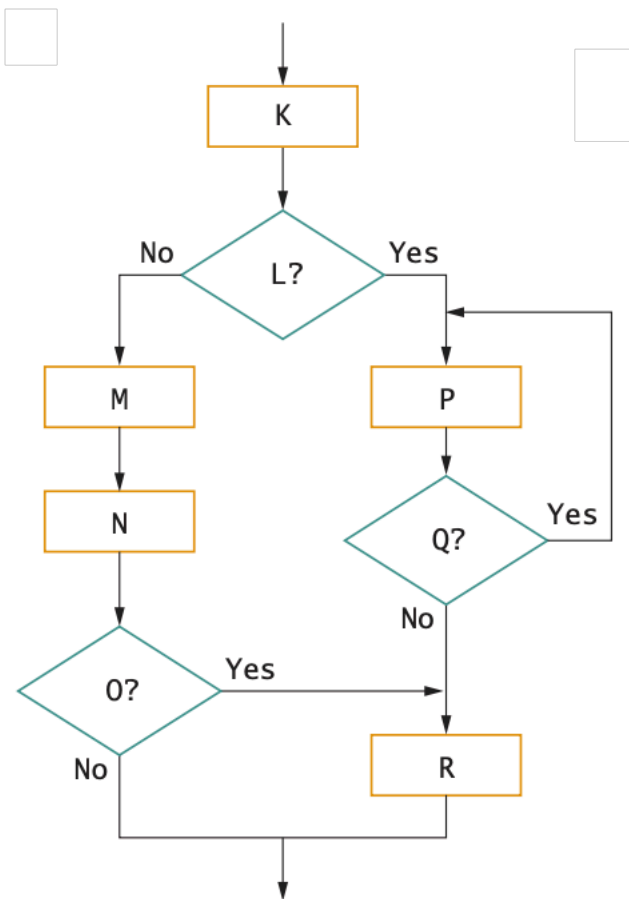 K
No
L?
Yes
M
P
N
Q?
Yes
No
O?
Yes
No
R